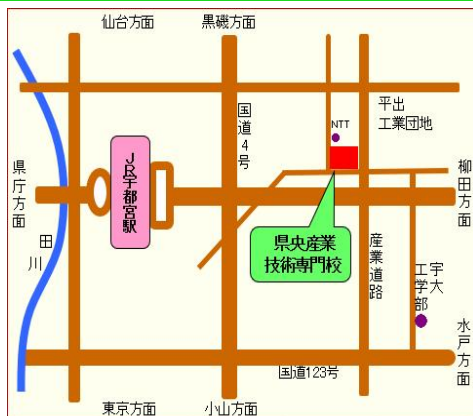 仙台方面
黒磯方面
国道4号
NTT
平出
工業団地
県庁方面
JR宇都宮駅
柳田方面
田川
県央産業
技術専門校
産業道路
宇大
工学部
水戸方面
国道123号
東京方面
小山方面